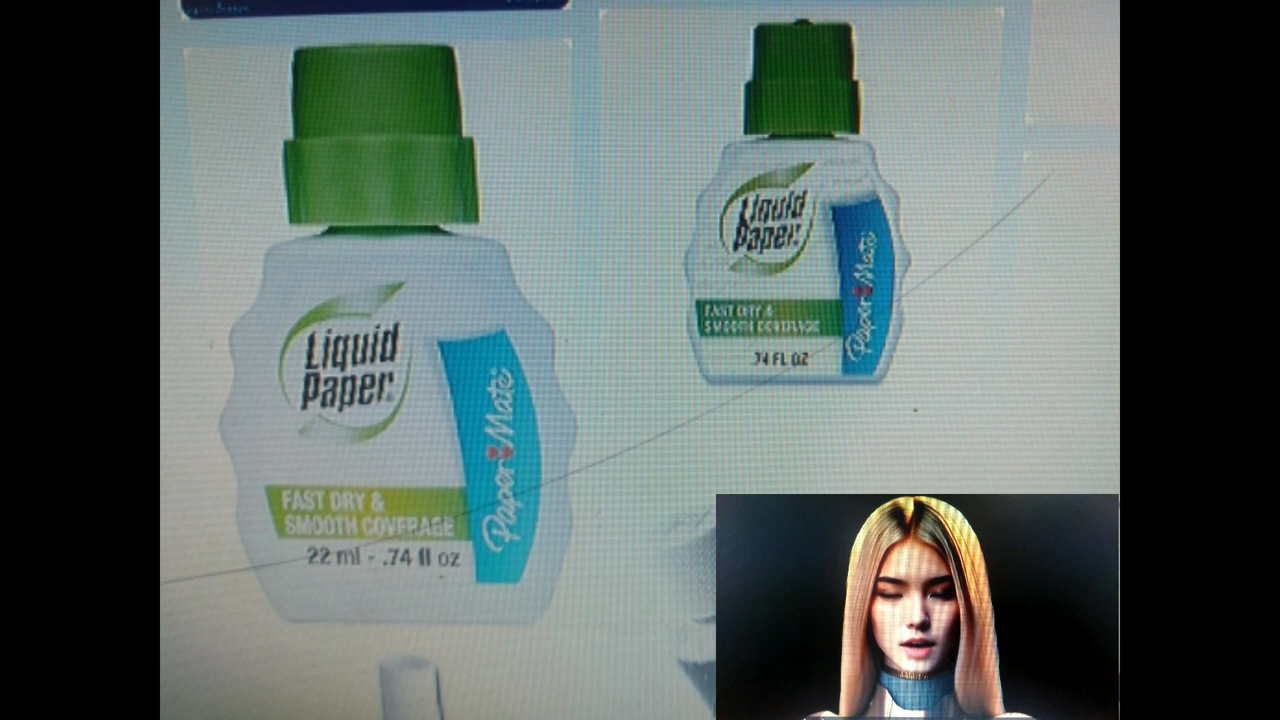 Liquid
Paper.
Paper Mate®
FAST DRY &
SMOOTH COVERAGE
22 ml - .74 fl oz
Liquid
Paper.
Paper Mate
FAST DRY &
SMOOTH COVERAGE
.74 FL OZ